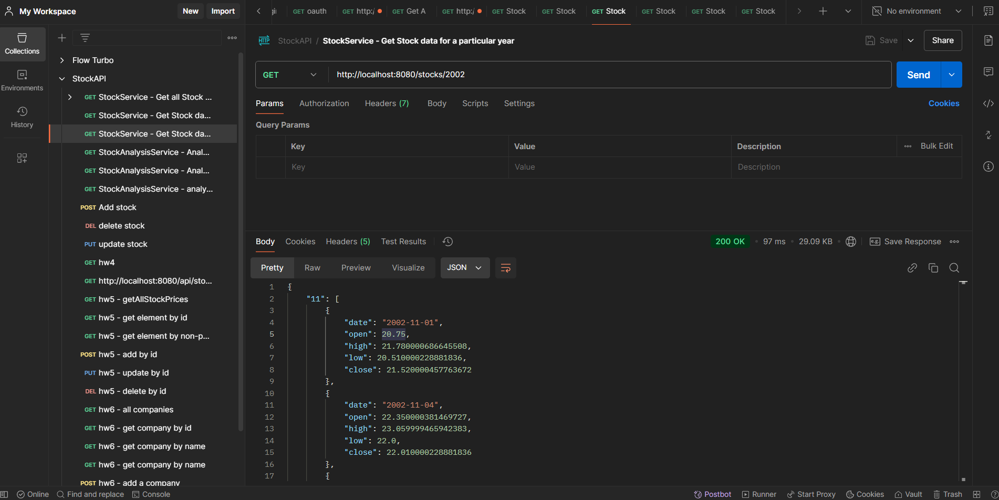 My Workspace
New
Import
GET oauth
GET http:/
GET Get A
GET http:/
GET Stock
GET Stock
GET Stock
GET Stock
GET Stock
GET Stock
No environment
Collections
Environments
History
Flow Turbo
StockAPI
GET StockService - Get all Stock ...
GET StockService - Get Stock da...
GET StockService - Get Stock da...
GET StockAnalysisService - Anal...
GET StockAnalysisService - Anal...
GET StockAnalysisService - analy...
POST Add stock
DEL delete stock
PUT update stock
GET hw4
GET http://localhost:8080/api/sto...
GET hw5 - getAllStockPrices
GET hw5 - get element by id
GET hw5 - get element by non-p...
POST hw5 - add by id
PUT hw5 - update by id
DEL hw5 - delete by id
GET hw6 - all companies
GET hw6 - get company by id
GET hw6 - get company by name
GET hw6 - get company by name
POST hw6 - add a company
HTTP StockAPI / StockService - Get Stock data for a particular year
Save
Share
GET http://localhost:8080/stocks/2002
Send
Params Authorization Headers (7) Body Scripts Settings
Cookies
Query Params
Key Value Description Bulk Edit
Key Value Description
Body Cookies Headers (5) Test Results
200 OK 97 ms 29.09 KB e.g. Save Response
Pretty Raw Preview Visualize JSON
1 {
2 "11": [
3 {
4 "date": "2002-11-01",
5 "open": 20.75,
6 "high": 21.780000686645508,
7 "low": 20.510000228881836,
8 "close": 21.520000457763672
9 },
10 {
11 "date": "2002-11-04",
12 "open": 22.350000381469727,
13 "high": 23.059999465942383,
14 "low": 22.0,
15 "close": 22.010000228881836
16 },
17 {
Online Find and replace Console
Postbot Runner Start Proxy Cookies Vault Trash